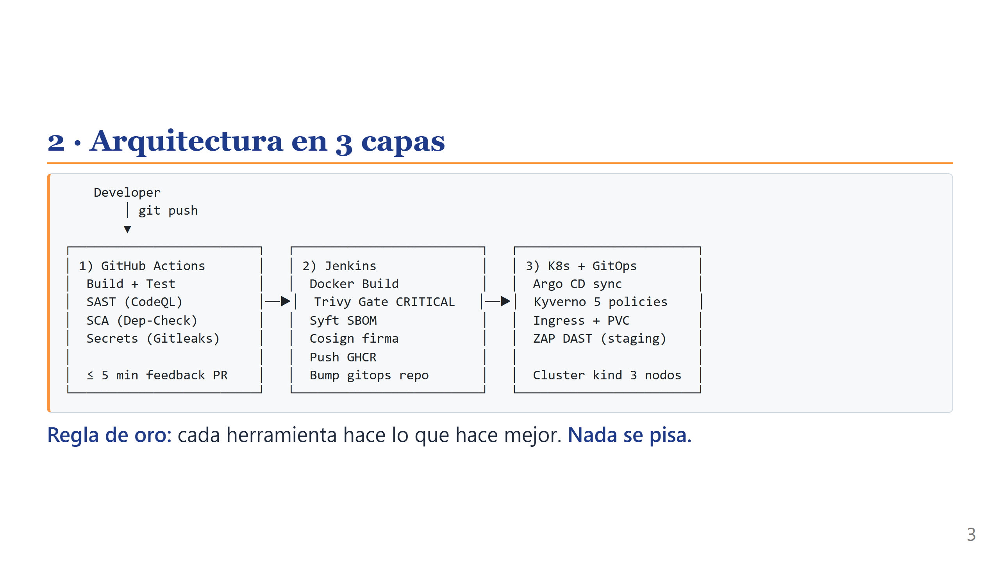 2 · Arquitectura en 3 capas
Developer
git push
1) GitHub Actions
Build + Test
SAST (CodeQL)
SCA (Dep-Check)
Secrets (Gitleaks)
≤ 5 min feedback PR
2) Jenkins
Docker Build
Trivy Gate CRITICAL
Syft SBOM
Cosign firma
Push GHCR
Bump gitops repo
3) K8s + GitOps
Argo CD sync
Kyverno 5 policies
Ingress + PVC
ZAP DAST (staging)
Cluster kind 3 nodos
Regla de oro: cada herramienta hace lo que hace mejor. Nada se pisa.
3